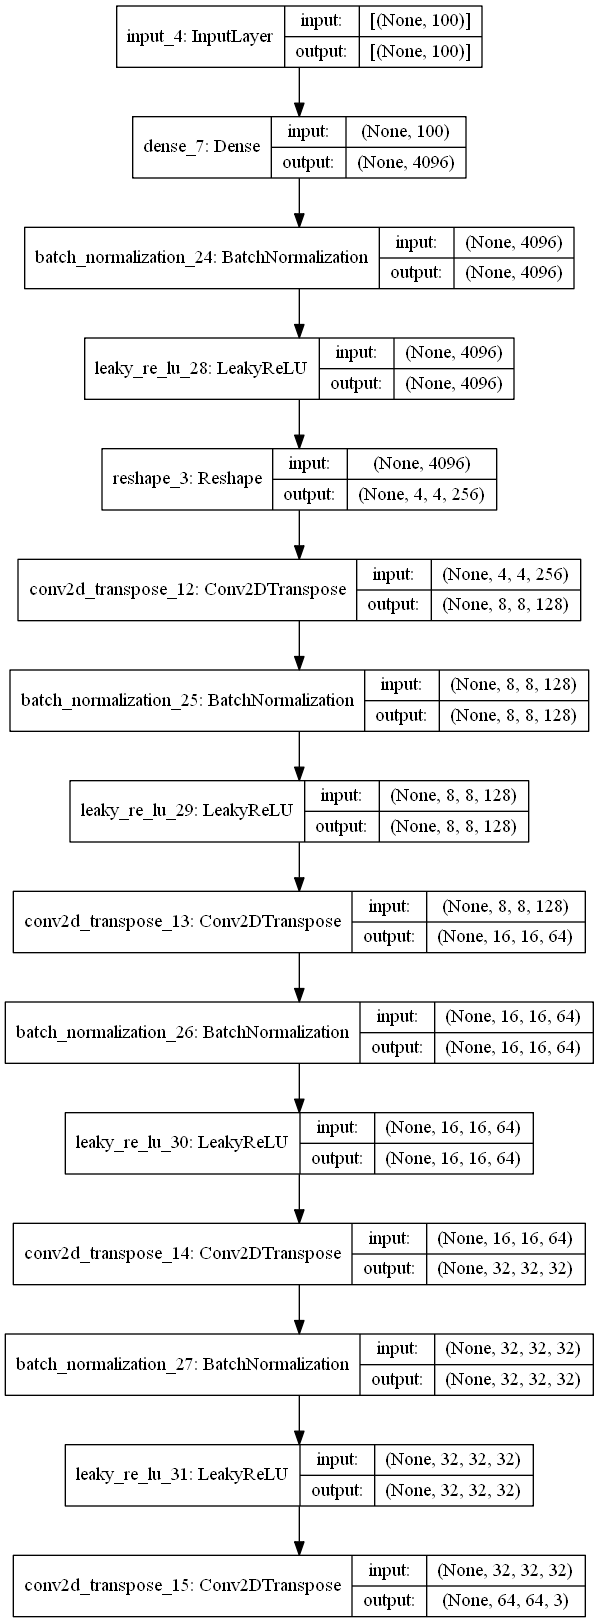 input_4: InputLayer
input: [(None, 100)]
output: [(None, 100)]
dense_7: Dense
input: (None, 100)
output: (None, 4096)
batch_normalization_24: BatchNormalization
input: (None, 4096)
output: (None, 4096)
leaky_re_lu_28: LeakyReLU
input: (None, 4096)
output: (None, 4096)
reshape_3: Reshape
input: (None, 4096)
output: (None, 4, 4, 256)
conv2d_transpose_12: Conv2DTranspose
input: (None, 4, 4, 256)
output: (None, 8, 8, 128)
batch_normalization_25: BatchNormalization
input: (None, 8, 8, 128)
output: (None, 8, 8, 128)
leaky_re_lu_29: LeakyReLU
input: (None, 8, 8, 128)
output: (None, 8, 8, 128)
conv2d_transpose_13: Conv2DTranspose
input: (None, 8, 8, 128)
output: (None, 16, 16, 64)
batch_normalization_26: BatchNormalization
input: (None, 16, 16, 64)
output: (None, 16, 16, 64)
leaky_re_lu_30: LeakyReLU
input: (None, 16, 16, 64)
output: (None, 16, 16, 64)
conv2d_transpose_14: Conv2DTranspose
input: (None, 16, 16, 64)
output: (None, 32, 32, 32)
batch_normalization_27: BatchNormalization
input: (None, 32, 32, 32)
output: (None, 32, 32, 32)
leaky_re_lu_31: LeakyReLU
input: (None, 32, 32, 32)
output: (None, 32, 32, 32)
conv2d_transpose_15: Conv2DTranspose
input: (None, 32, 32, 32)
output: (None, 64, 64, 3)